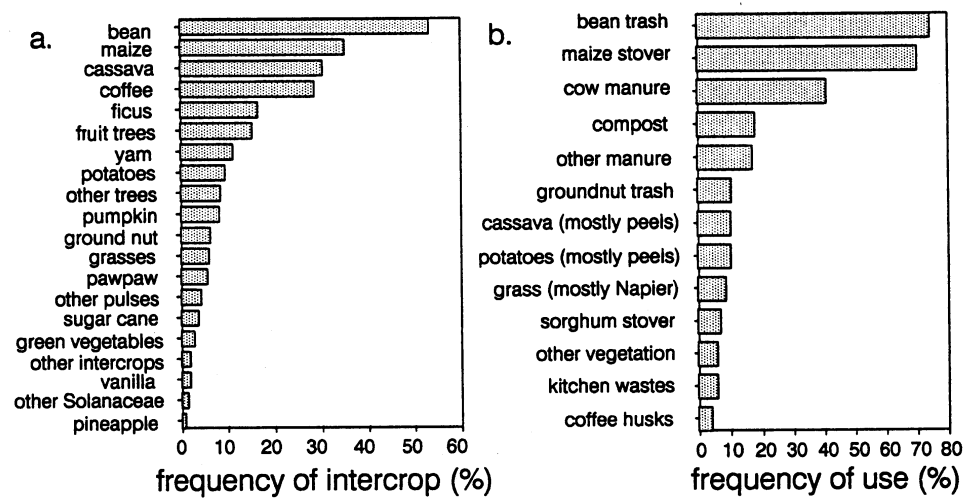 a.
bean
maize
cassava
coffee
ficus
fruit trees
yam
potatoes
other trees
pumpkin
ground nut
grasses
pawpaw
other pulses
sugar cane
green vegetables
other intercrops
vanilla
other Solanaceae
pineapple
0 10 20 30 40 50 60
frequency of intercrop (%)
b.
bean trash
maize stover
cow manure
compost
other manure
groundnut trash
cassava (mostly peels)
potatoes (mostly peels)
grass (mostly Napier)
sorghum stover
other vegetation
kitchen wastes
coffee husks
0 10 20 30 40 50 60 70 80
frequency of use (%)